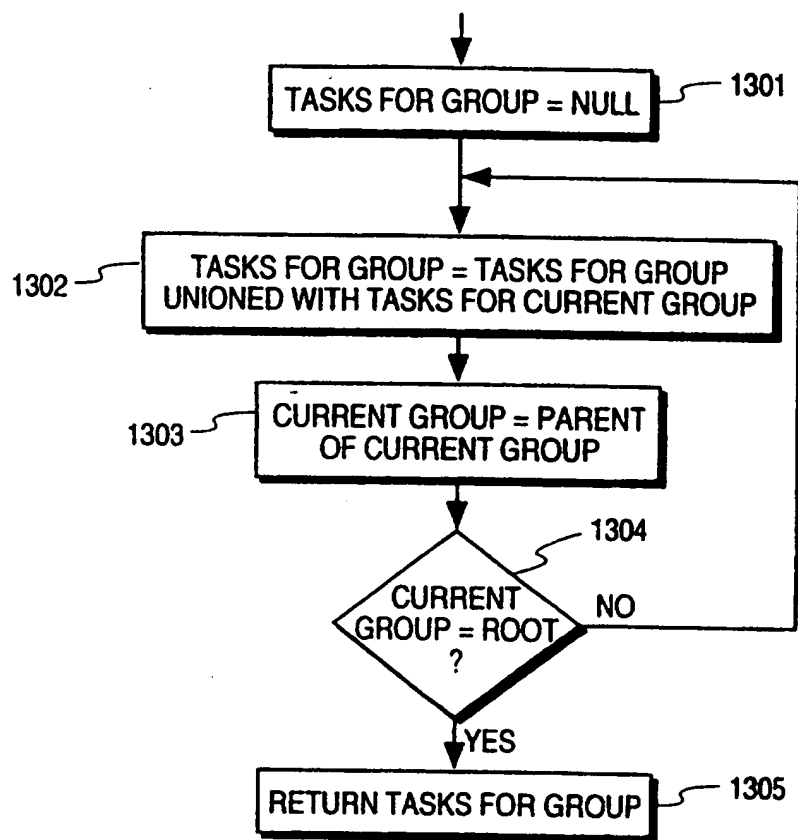 TASKS FOR GROUP = NULL
1301
TASKS FOR GROUP = TASKS FOR GROUP
UNIONED WITH TASKS FOR CURRENT GROUP
1302
CURRENT GROUP = PARENT
OF CURRENT GROUP
1303
1304
CURRENT
GROUP = ROOT
?
NO
YES
RETURN TASKS FOR GROUP
1305